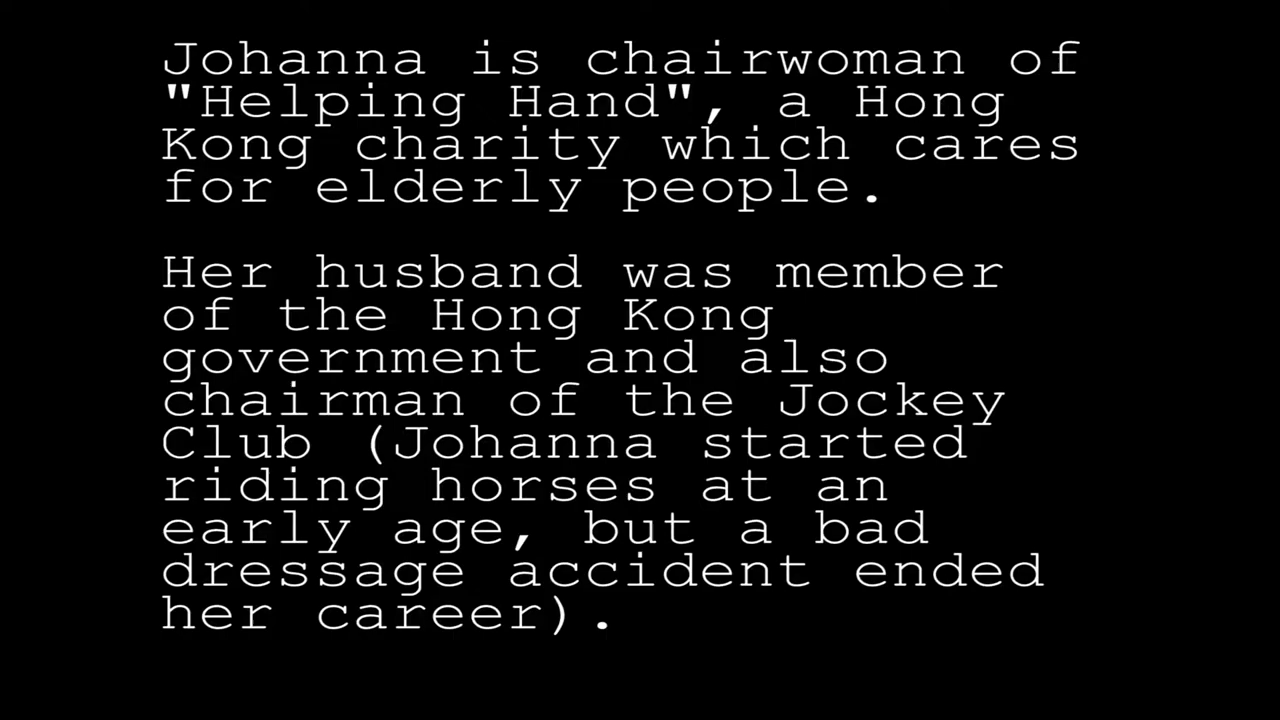 Johanna is chairwoman of
"Helping Hand", a Hong
Kong charity which cares
for elderly people.
Her husband was member
of the Hong Kong
government and also
chairman of the Jockey
Club (Johanna started
riding horses at an
early age, but a bad
dressage accident ended
her career).